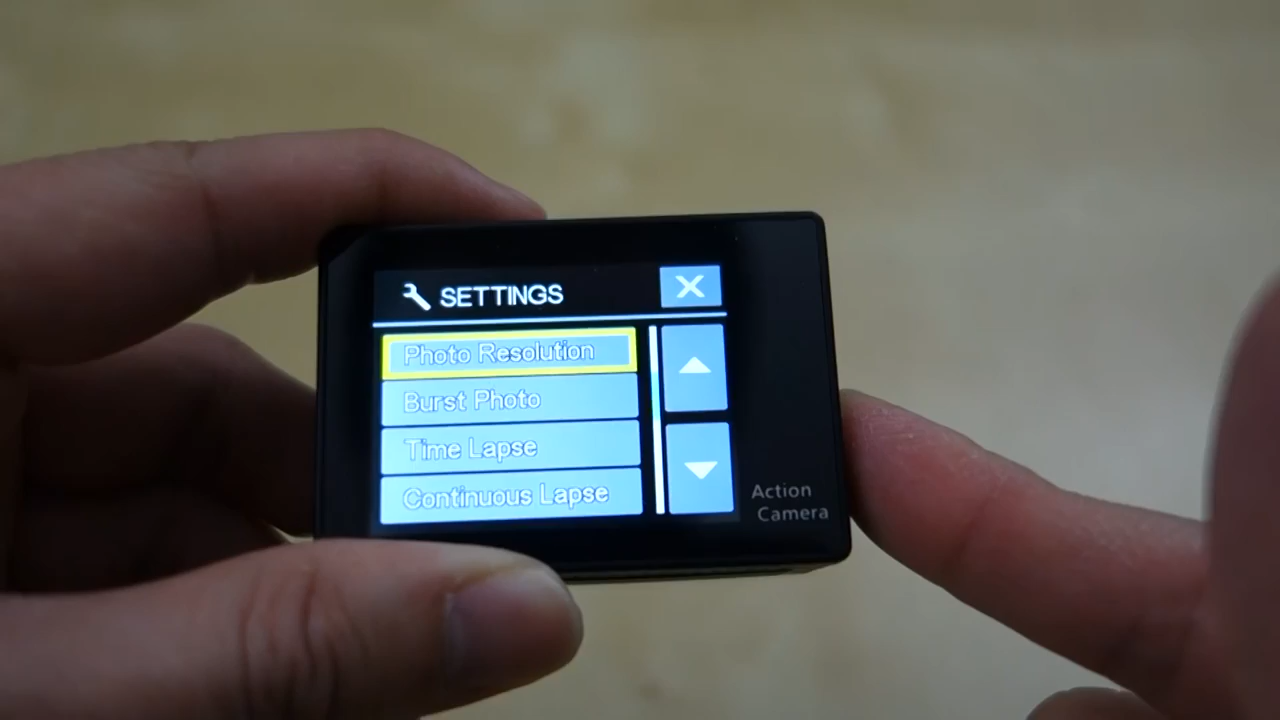 SETTINGS
Photo Resolution
Burst Photo
Time Lapse
Continuous Lapse
Action
Camera